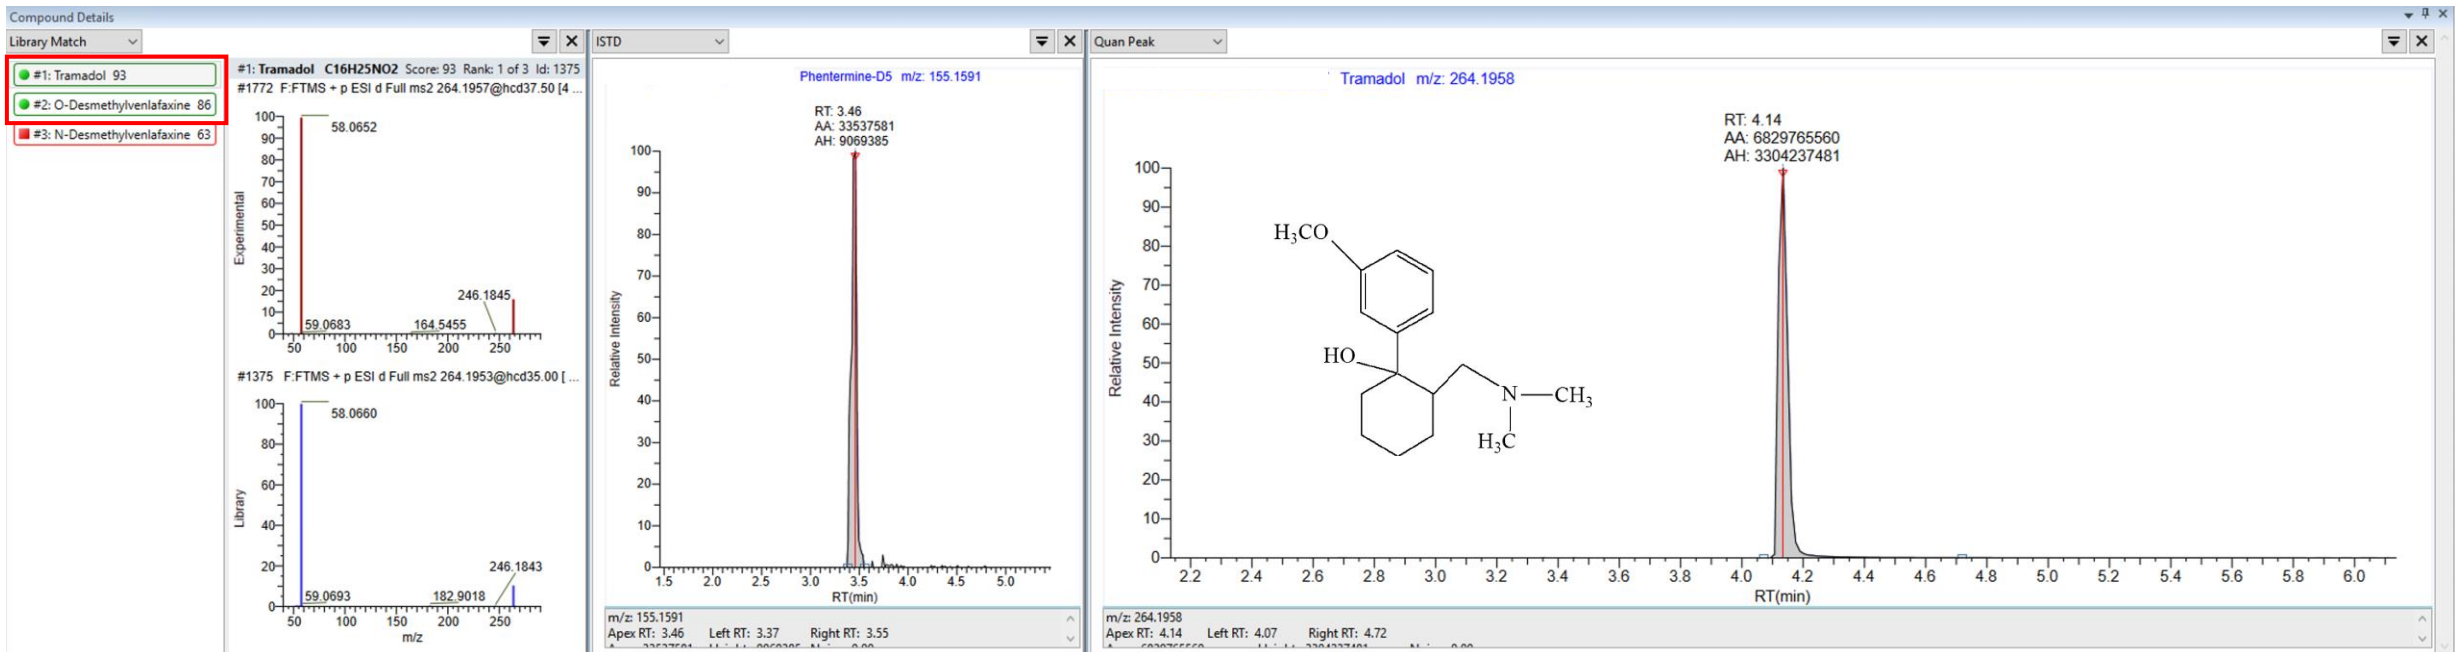 Compound Details
Library Match
#1: Tramadol 93
#2: O-Desmethylvenlafaxine 86
#3: N-Desmethylvenlafaxine 63
#1: Tramadol C16H25NO2 Score: 93 Rank: 1 of 3 Id: 1375
#1772 F:FTMS + p ESI d Full ms2 264.1957@hcd37.50 [4 ...
58.0652
100
90
80
70
60
50
40
30
20
10
0
Experimental
246.1845
59.0683
164.5455
50 100 150 200 250
#1375 F:FTMS + p ESI d Full ms2 264.1953@hcd35.00 [ ...
58.0660
100
80
60
40
20
0
Library
246.1843
59.0693
182.9018
50 100 150 200 250
m/z
ISTD
Phentermine-D5 m/z: 155.1591
RT: 3.46
AA: 33537581
AH: 9069385
100
90
80
70
60
50
40
30
20
10
0
Relative Intensity
1.5 2.0 2.5 3.0 3.5 4.0 4.5 5.0
RT(min)
m/z: 155.1591
Apex RT: 3.46 Left RT: 3.37 Right RT: 3.55
Quan Peak
Tramadol m/z: 264.1958
RT: 4.14
AA: 6829765560
AH: 3304237481
100
90
80
70
60
50
40
30
20
10
0
Relative Intensity
H3CO
HO
N
CH3
H3C
2.2 2.4 2.6 2.8 3.0 3.2 3.4 3.6 3.8 4.0 4.2 4.4 4.6 4.8 5.0 5.2 5.4 5.6 5.8 6.0
RT(min)
m/z: 264.1958
Apex RT: 4.14 Left RT: 4.07 Right RT: 4.72